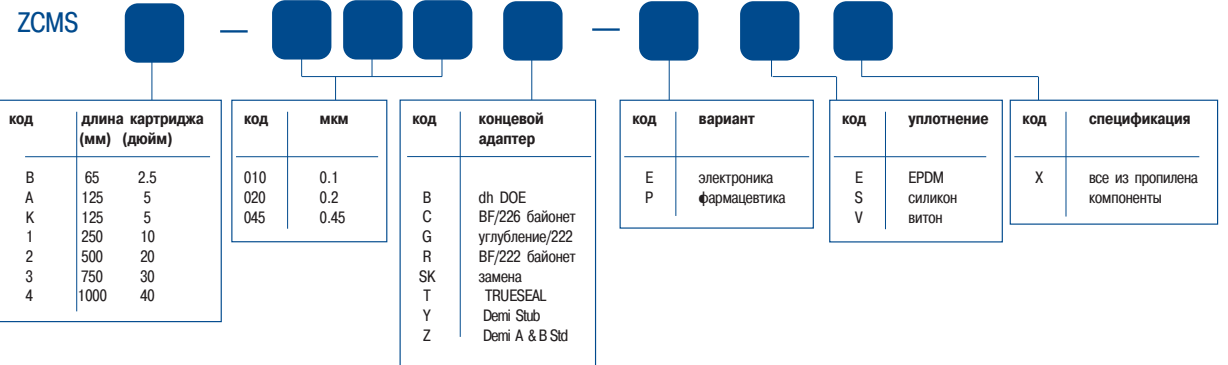 ZCMS — —
код длина картриджа
(мм) (дюйм)
B 65 2.5
A 125 5
K 125 5
1 250 10
2 500 20
3 750 30
4 1000 40
код мкм
010 0.1
020 0.2
045 0.45
код концевой
адаптер
B dh DOE
C BF/226 байонет
G углубление/222
R BF/222 байонет
SK замена
T TRUESEAL
Y Demi Stub
Z Demi A & B Std
код вариант
E электроника
P фармацевтика
код уплотнение
E EPDM
S силикон
V витон
код спецификация
X все из пропилена
компоненты